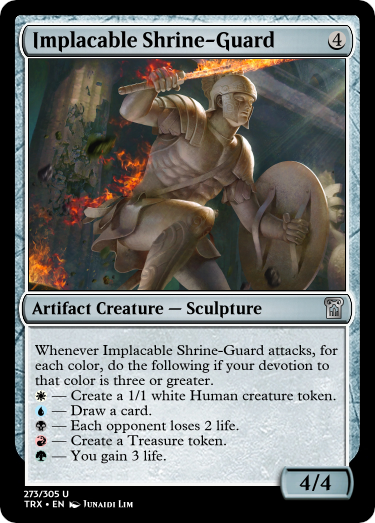 Implacable Shrine-Guard 4
Artifact Creature — Sculpture
Whenever Implacable Shrine-Guard attacks, for
each color, do the following if your devotion to
that color is three or greater.
— Create a 1/1 white Human creature token.
— Draw a card.
— Each opponent loses 2 life.
— Create a Treasure token.
— You gain 3 life.
4/4
273/305 U
TRX • EN Junaidi Lim